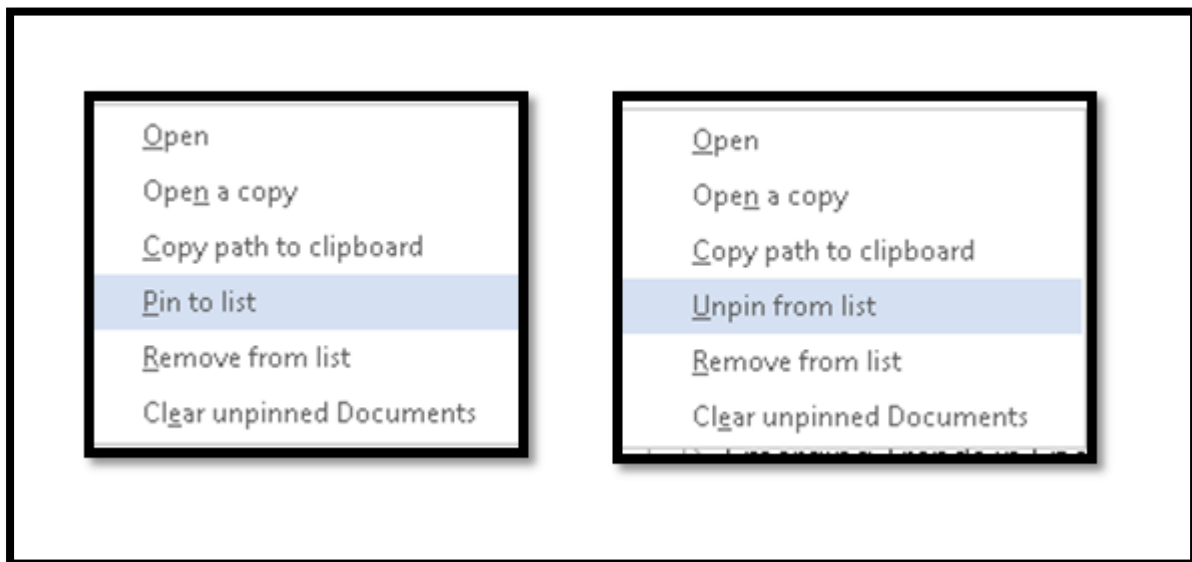 Open
Open a copy
Copy path to clipboard
Pin to list
Remove from list
Clear unpinned Documents
Open
Open a copy
Copy path to clipboard
Unpin from list
Remove from list
Clear unpinned Documents